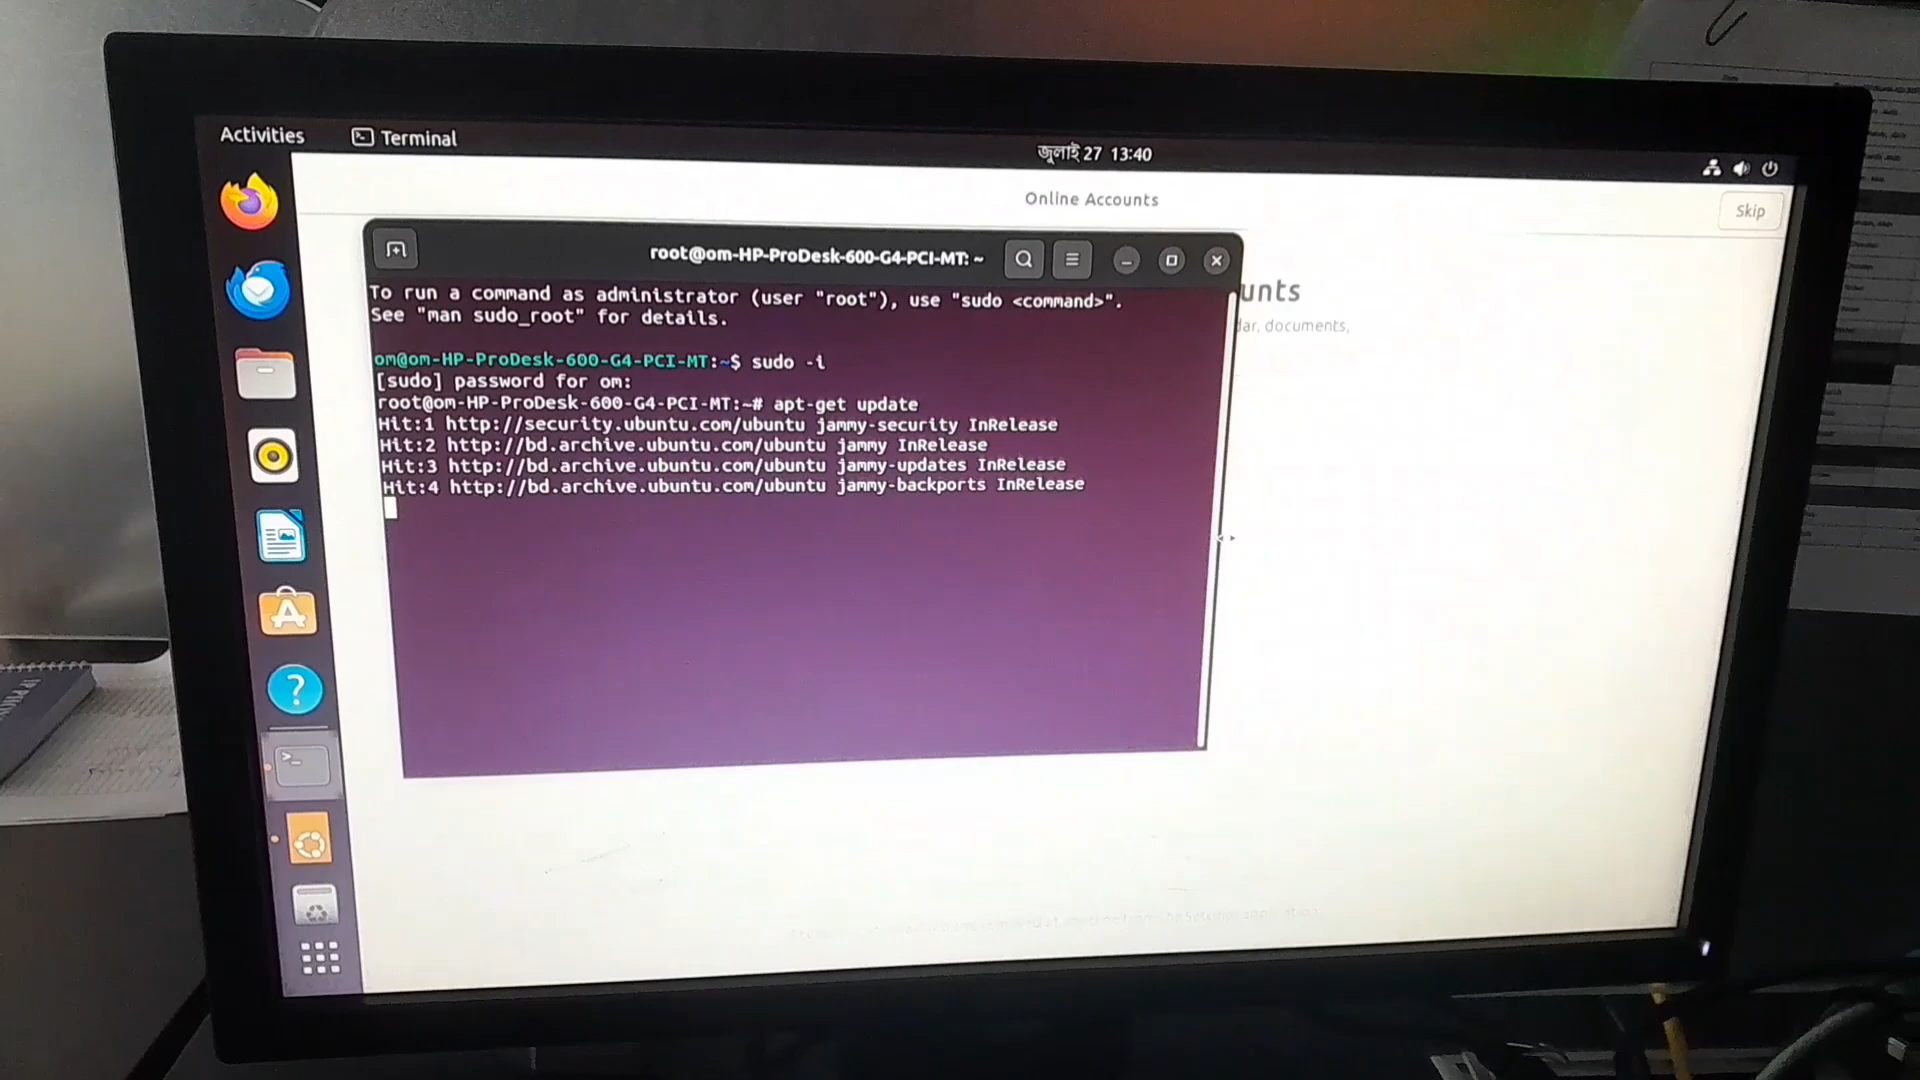 Activities
Terminal
জুলাই 27 13:40
Online Accounts
Skip
root@om-HP-ProDesk-600-G4-PCI-MT: ~
To run a command as administrator (user "root"), use "sudo <command>".
See "man sudo_root" for details.
om@om-HP-ProDesk-600-G4-PCI-MT:~$ sudo -i
[sudo] password for om:
root@om-HP-ProDesk-600-G4-PCI-MT:~# apt-get update
Hit:1 http://security.ubuntu.com/ubuntu jammy-security InRelease
Hit:2 http://bd.archive.ubuntu.com/ubuntu jammy InRelease
Hit:3 http://bd.archive.ubuntu.com/ubuntu jammy-updates InRelease
Hit:4 http://bd.archive.ubuntu.com/ubuntu jammy-backports InRelease
unts
dar, documents,